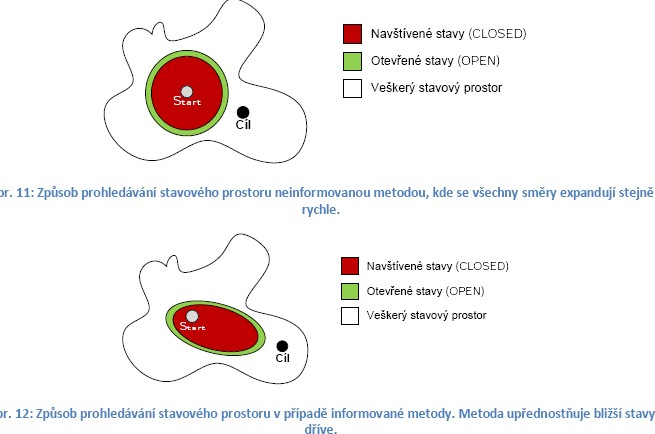 Navštívené stavy (CLOSED)
Otevřené stavy (OPEN)
Veškerý stavový prostor
Start
Cíl
br. 11: Způsob prohledávání stavového prostoru neinformovanou metodou, kde se všechny směry expandují stejně
rychle.
Navštívené stavy (CLOSED)
Otevřené stavy (OPEN)
Veškerý stavový prostor
Start
Cíl
br. 12: Způsob prohledávání stavového prostoru v případě informované metody. Metoda upřednostňuje bližší stavy
dříve.